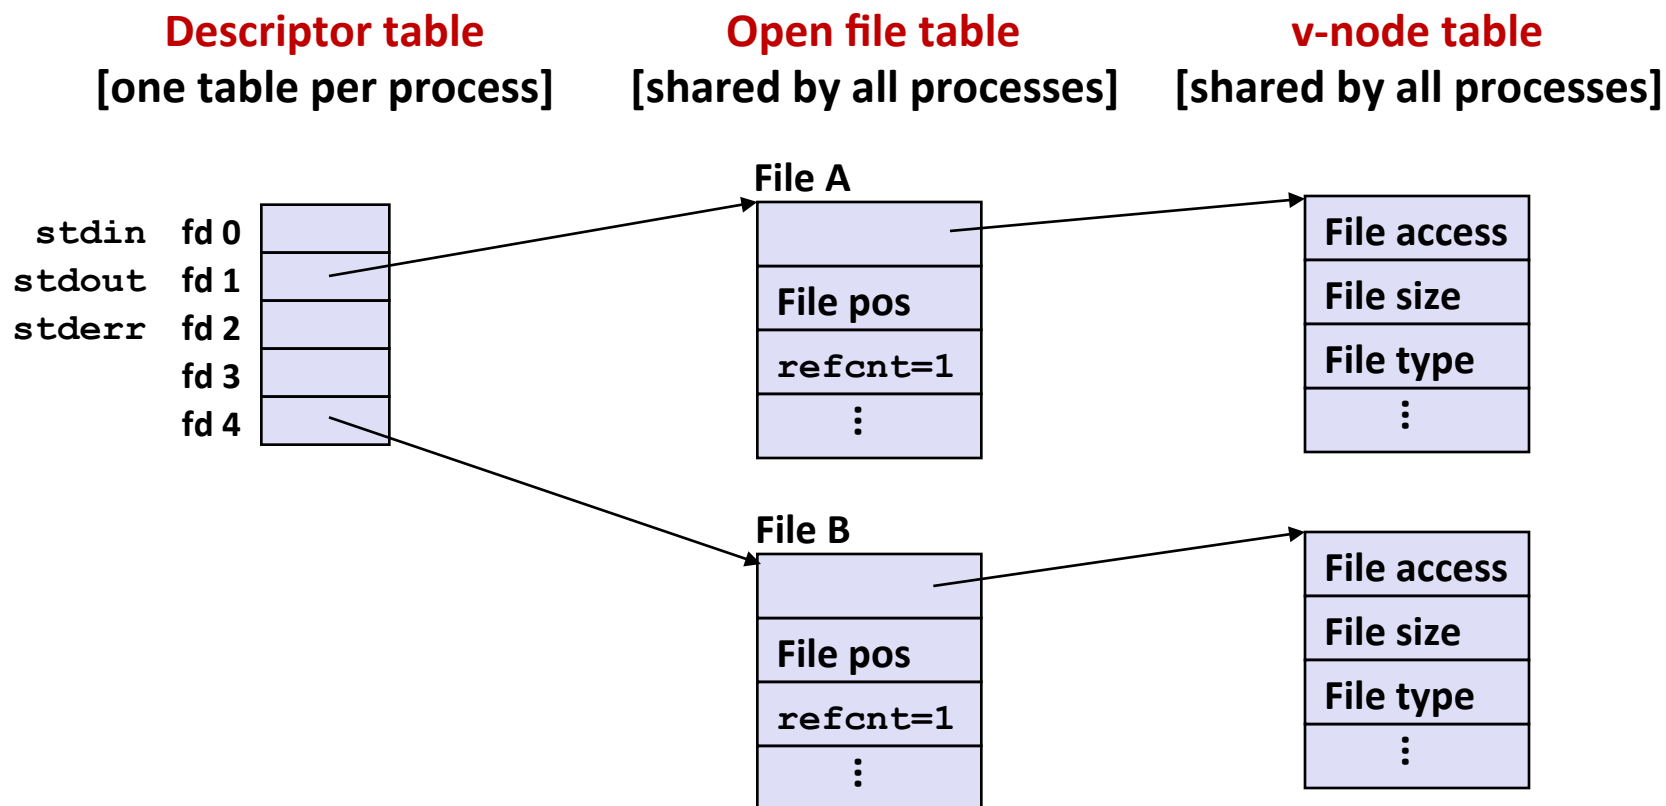 Descriptor table
[one table per process]
Open file table
[shared by all processes]
v-node table
[shared by all processes]
stdin fd 0
stdout fd 1
stderr fd 2
fd 3
fd 4
File A
File pos
refcnt=1
⋮
File access
File size
File type
⋮
File B
File pos
refcnt=1
⋮
File access
File size
File type
⋮